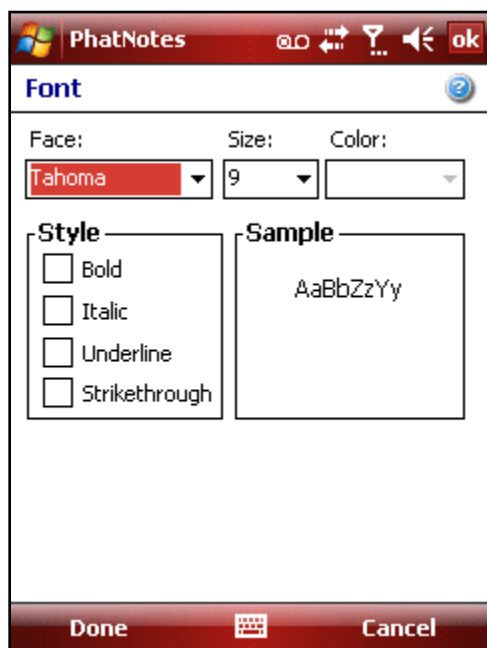 PhatNotes ok
Font
Face: Size: Color:
Tahoma 9
Style Sample
Bold
AaBbZzYy
Italic
Underline
Strikethrough
Done Cancel